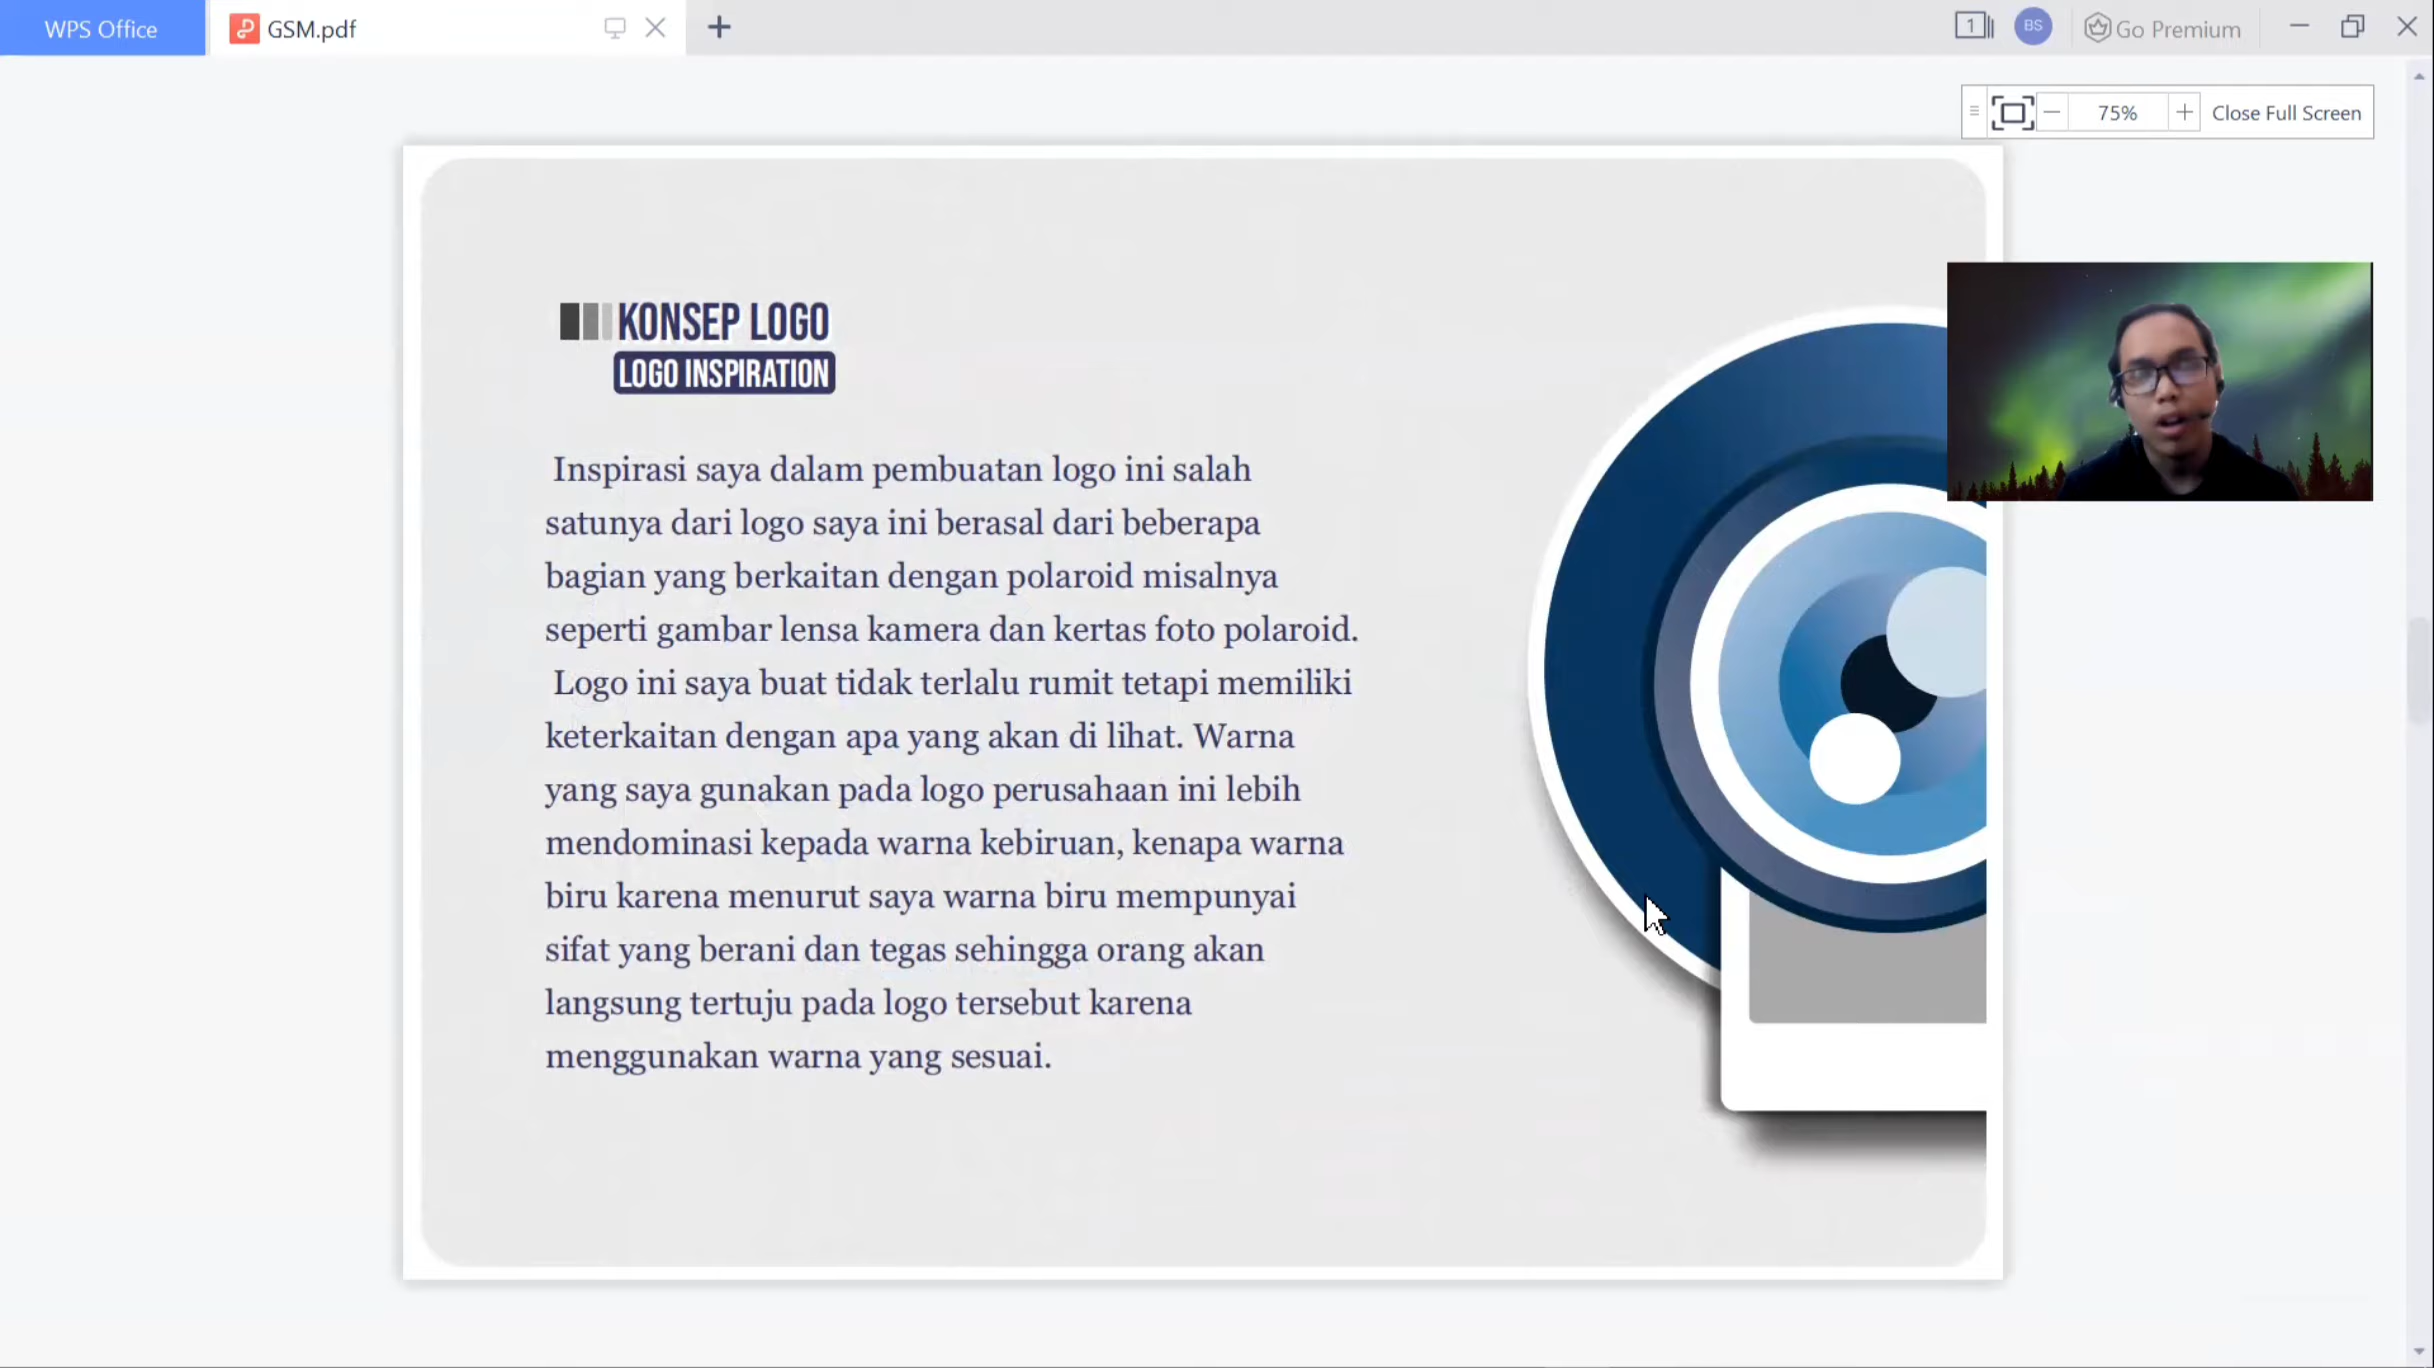 WPS Office
GSM.pdf
1
BS
Go Premium
75%
Close Full Screen
KONSEP LOGO
LOGO INSPIRATION
Inspirasi saya dalam pembuatan logo ini salah
satunya dari logo saya ini berasal dari beberapa
bagian yang berkaitan dengan polaroid misalnya
seperti gambar lensa kamera dan kertas foto polaroid.
Logo ini saya buat tidak terlalu rumit tetapi memiliki
keterkaitan dengan apa yang akan di lihat. Warna
yang saya gunakan pada logo perusahaan ini lebih
mendominasi kepada warna kebiruan, kenapa warna
biru karena menurut saya warna biru mempunyai
sifat yang berani dan tegas sehingga orang akan
langsung tertuju pada logo tersebut karena
menggunakan warna yang sesuai.